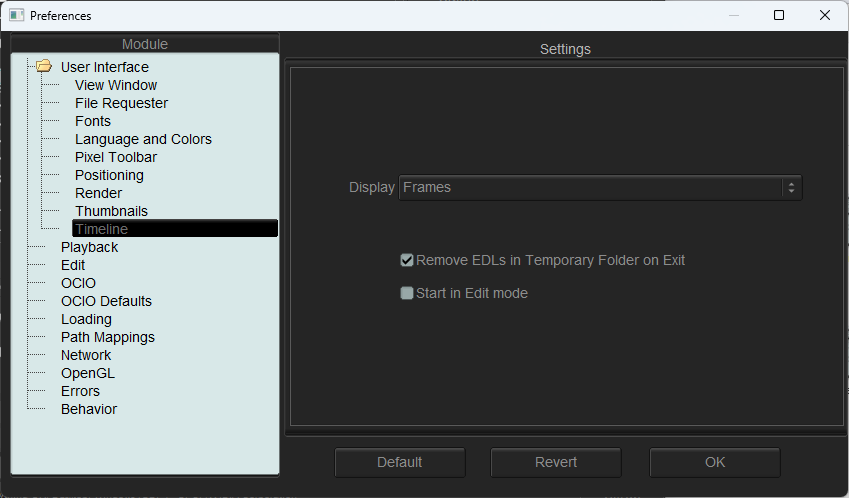 Preferences
Module
Settings
User Interface
View Window
File Requester
Fonts
Language and Colors
Pixel Toolbar
Positioning
Render
Thumbnails
Timeline
Playback
Edit
OCIO
OCIO Defaults
Loading
Path Mappings
Network
OpenGL
Errors
Behavior
Display Frames
Remove EDLs in Temporary Folder on Exit
Start in Edit mode
Default Revert OK